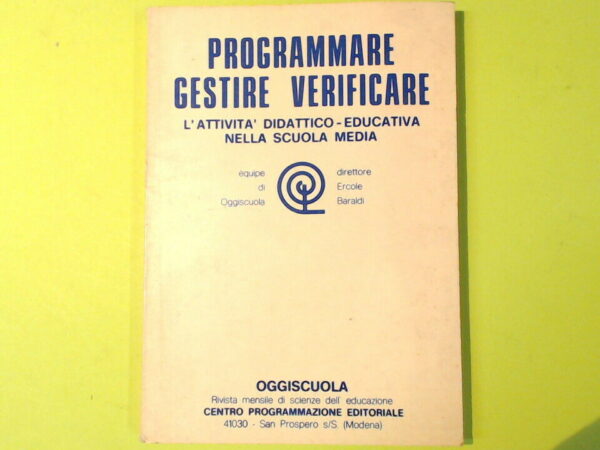 PROGRAMMARE
GESTIRE VERIFICARE
L'ATTIVITA' DIDATTICO-EDUCATIVA
NELLA SCUOLA MEDIA
equipe
di
Oggiscuola
direttore
Ercole
Baraldi
OGGISCUOLA
Rivista mensile di scienze dell' educazione
CENTRO PROGRAMMAZIONE EDITORIALE
41030 - San Prospero s/S. (Modena)